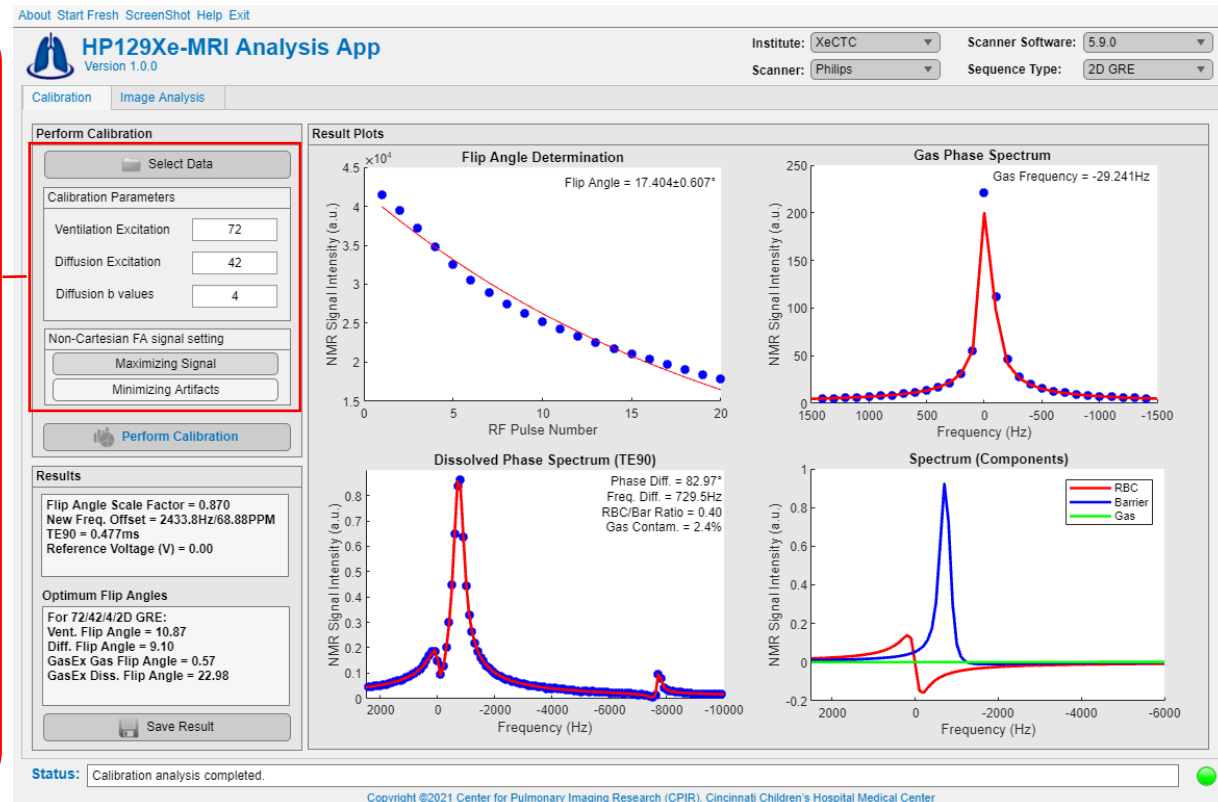 About Start Fresh ScreenShot Help Exit
HP129Xe-MRI Analysis App
Version 1.0.0
Institute: XeCTC
Scanner Software: 5.9.0
Scanner: Philips
Sequence Type: 2D GRE
Calibration
Image Analysis
Perform Calibration
Select Data
Calibration Parameters
Ventilation Excitation 72
Diffusion Excitation 42
Diffusion b values 4
Non-Cartesian FA signal
setting
Maximizing Signal
Minimizing Artifacts
Perform Calibration
Results
Flip Angle Scale Factor = 0.870
New Freq. Offset = 2433.8Hz/68.88PPM
TE90 = 0.477ms
Reference Voltage (V) = 0.00
Optimum Flip Angles
For 72/42/4/2D GRE:
Vent. Flip Angle = 10.87
Diff. Flip Angle = 9.10
GasEx Gas Flip Angle = 0.57
GasEx Diss. Flip Angle = 22.98
Save Result
Result Plots
Flip Angle Determination
×10⁴
Flip Angle = 17.404±0.607°
NMR Signal Intensity (a.u.)
4.5
4
3.5
3
2.5
2
1.5
0 5 10 15 20
RF Pulse Number
Gas Phase Spectrum
Gas Frequency = -29.241Hz
NMR Signal Intensity (a.u.)
250
200
150
100
50
0
1500 1000 500 0 -500 -1000 -1500
Frequency (Hz)
Dissolved Phase Spectrum (TE90)
Phase Diff. = 82.97°
Freq. Diff. = 729.5Hz
RBC/Bar Ratio = 0.40
Gas Contam. = 2.4%
NMR Signal Intensity (a.u.)
0.8
0.7
0.6
0.5
0.4
0.3
0.2
0.1
0
2000 0 -2000 -4000 -6000 -8000 -10000
Frequency (Hz)
Spectrum (Components)
RBC
Barrier
Gas
NMR Signal Intensity (a.u.)
1
0.8
0.6
0.4
0.2
0
-0.2
2000 0 -2000 -4000 -6000
Frequency (Hz)
Status: Calibration analysis completed.
Copyright ©2021 Center for Pulmonary Imaging Research (CPIR), Cincinnati Children's Hospital Medical Center